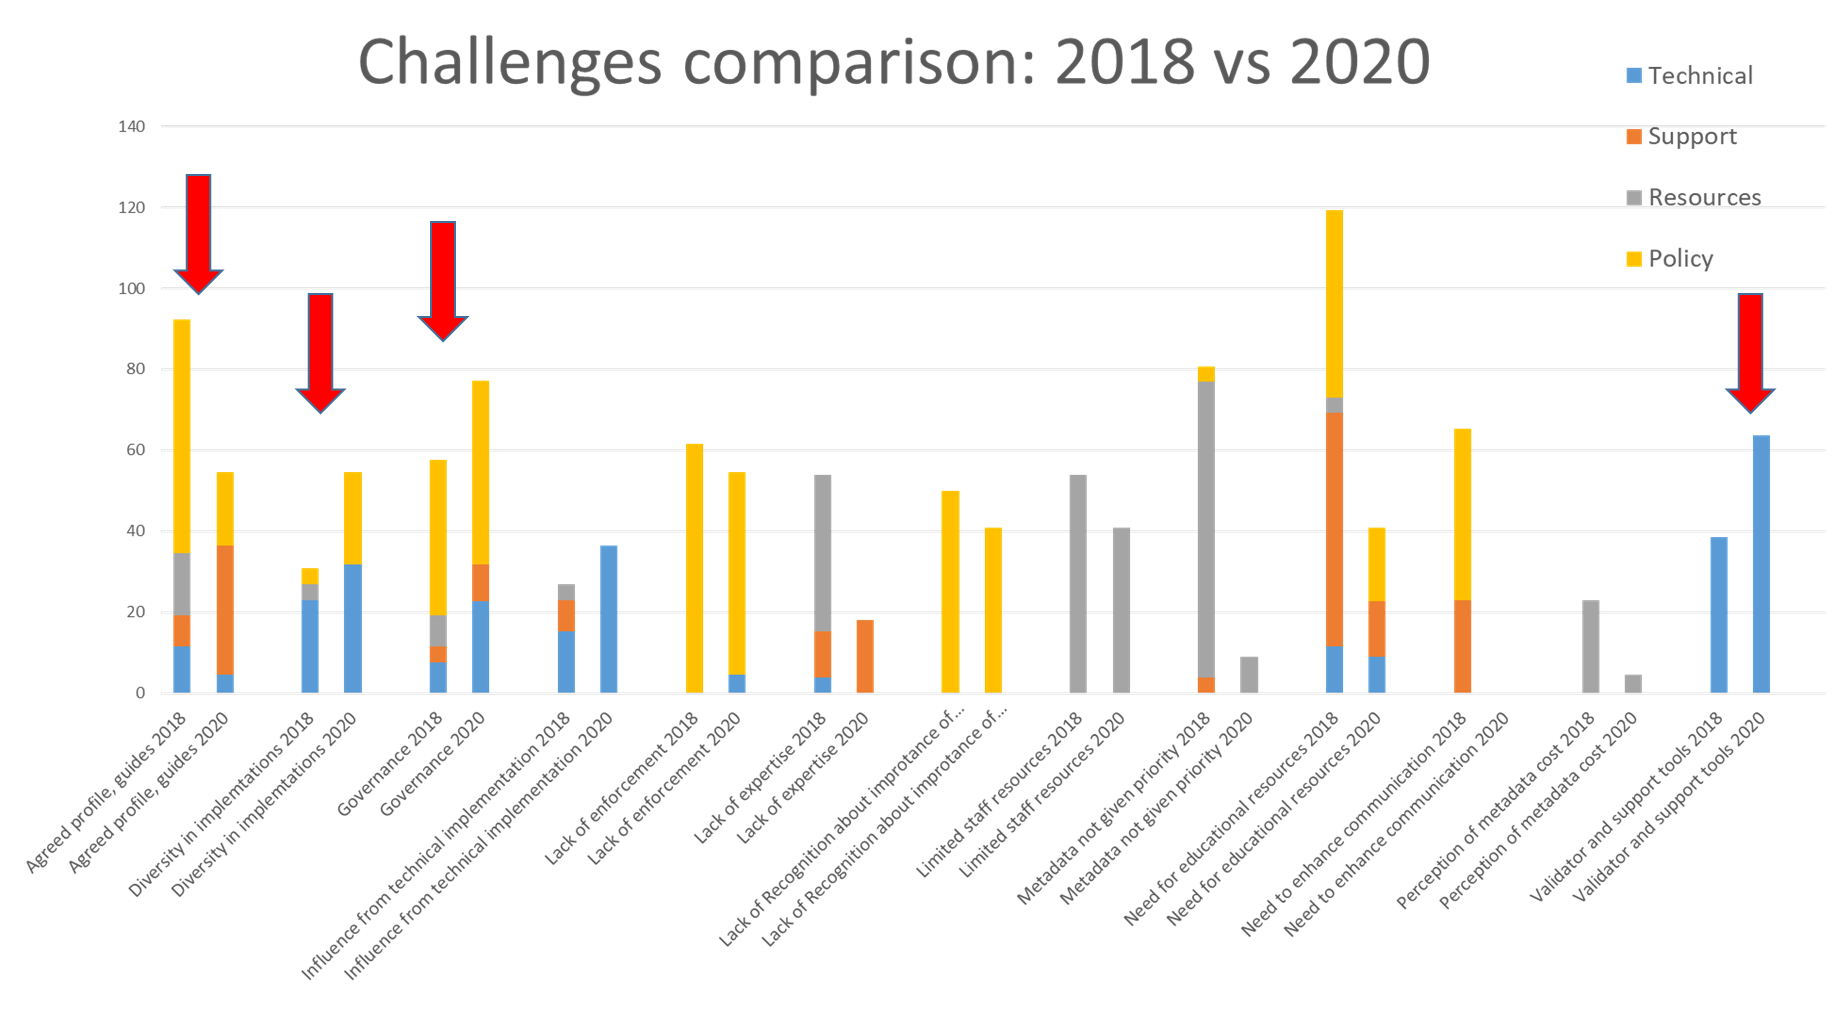 Challenges comparison: 2018 vs 2020
Technical
Support
Resources
Policy
140
120
100
80
60
40
20
0
Agreed profile, guides 2018
Agreed profile, guides 2020
Diversity in implemtations 2018
Diversity in implemtations 2020
Governance 2018
Governance 2020
Influence from technical implementation 2018
Influence from technical implementation 2020
Lack of enforcement 2018
Lack of enforcement 2020
Lack of expertise 2018
Lack of expertise 2020
Lack of Recognition about improtance of...
Lack of Recognition about improtance of...
Limited staff resources 2018
Limited staff resources 2020
Metadata not given priority 2018
Metadata not given priority 2020
Need for educational resources 2018
Need for educational resources 2020
Need to enhance communication 2018
Need to enhance communication 2020
Perception of metadata cost 2018
Perception of metadata cost 2020
Validator and support tools 2018
Validator and support tools 2020